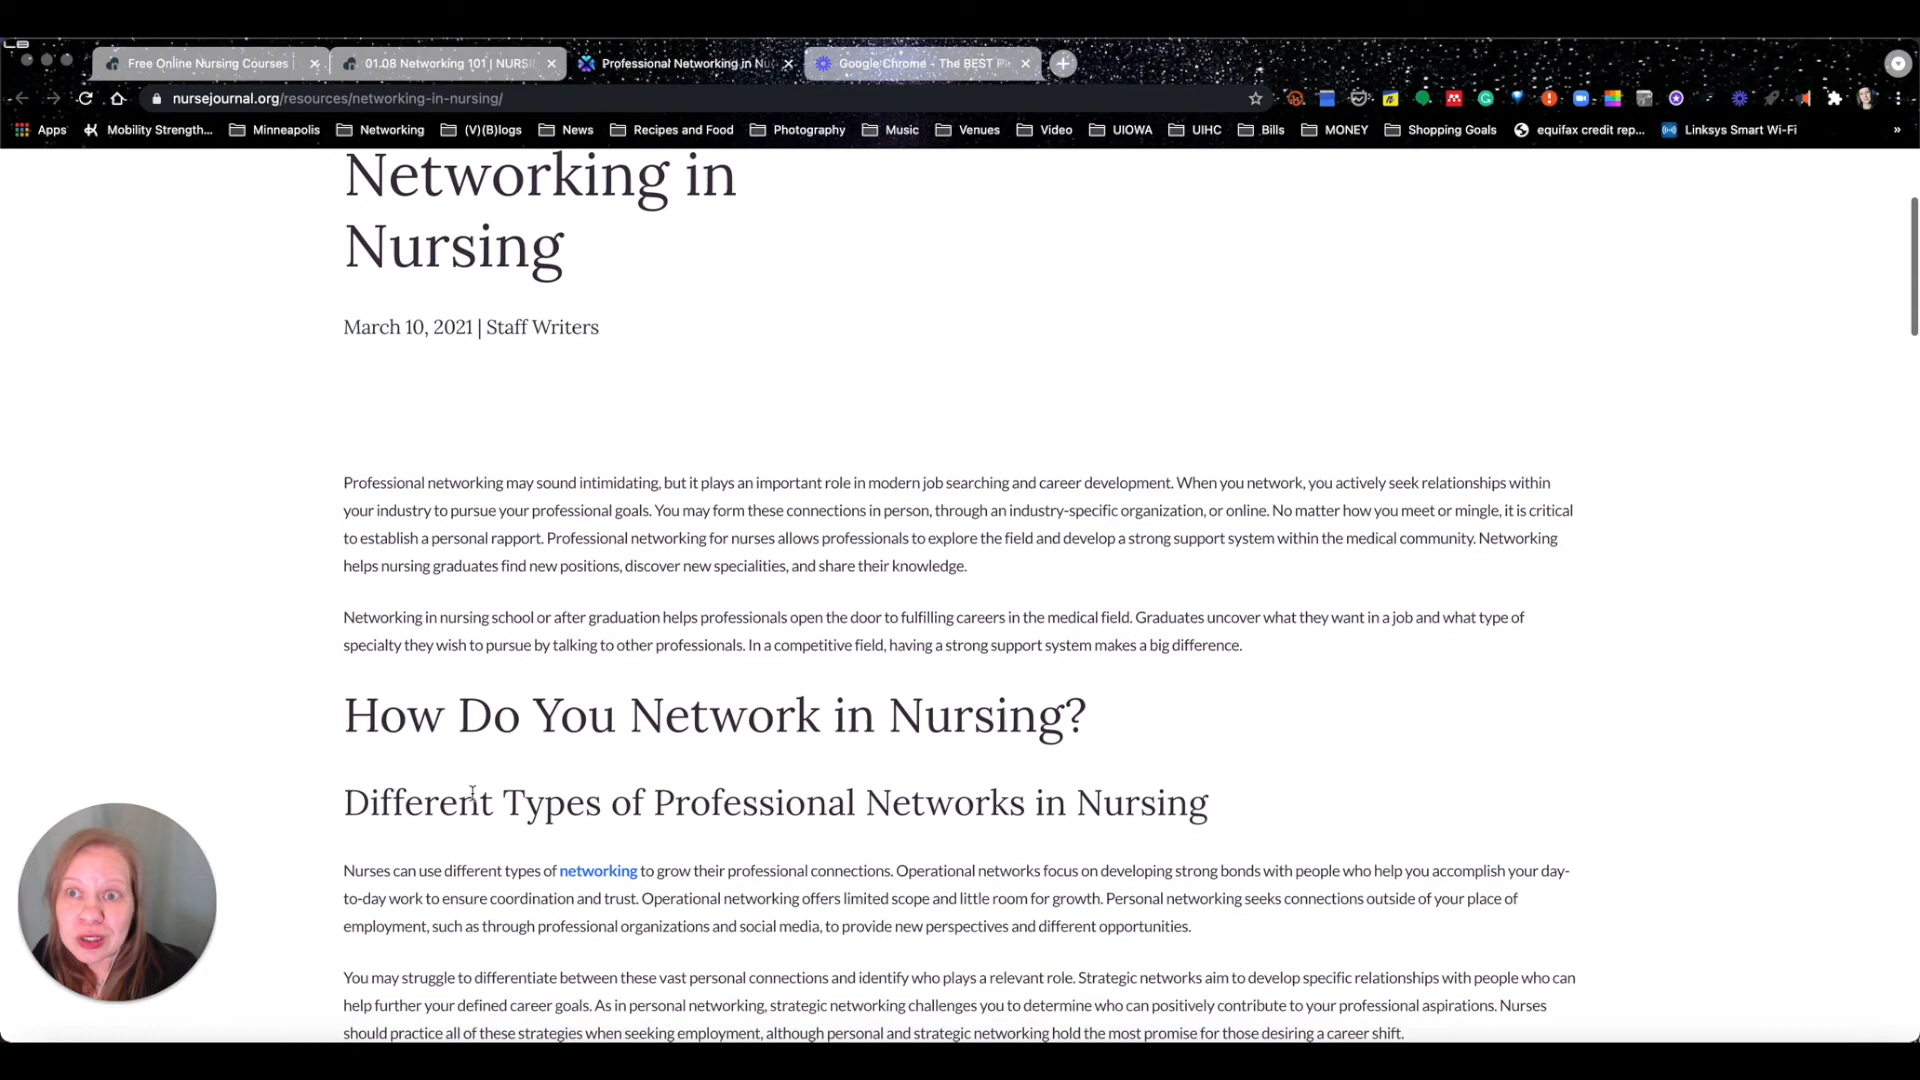 Free Online Nursing Courses
01.08 Networking 101 | NURSI
Professional Networking in Nu
Google Chrome - The BEST Pl
nursejournal.org/resources/networking-in-nursing/
Apps
Mobility Strength...
Minneapolis
Networking
(V)(B)logs
News
Recipes and Food
Photography
Music
Venues
Video
UIOWA
UIHC
Bills
MONEY
Shopping Goals
equifax credit rep...
Linksys Smart Wi-Fi
»
Networking in
Nursing
March 10, 2021 | Staff Writers
Professional networking may sound intimidating, but it plays an important role in modern job searching and career development. When you network, you actively seek relationships within
your industry to pursue your professional goals. You may form these connections in person, through an industry-specific organization, or online. No matter how you meet or mingle, it is critical
to establish a personal rapport. Professional networking for nurses allows professionals to explore the field and develop a strong support system within the medical community. Networking
helps nursing graduates find new positions, discover new specialities, and share their knowledge.
Networking in nursing school or after graduation helps professionals open the door to fulfilling careers in the medical field. Graduates uncover what they want in a job and what type of
specialty they wish to pursue by talking to other professionals. In a competitive field, having a strong support system makes a big difference.
How Do You Network in Nursing?
Different Types of Professional Networks in Nursing
Nurses can use different types of networking to grow their professional connections. Operational networks focus on developing strong bonds with people who help you accomplish your day-
to-day work to ensure coordination and trust. Operational networking offers limited scope and little room for growth. Personal networking seeks connections outside of your place of
employment, such as through professional organizations and social media, to provide new perspectives and different opportunities.
You may struggle to differentiate between these vast personal connections and identify who plays a relevant role. Strategic networks aim to develop specific relationships with people who can
help further your defined career goals. As in personal networking, strategic networking challenges you to determine who can positively contribute to your professional aspirations. Nurses
should practice all of these strategies when seeking employment, although personal and strategic networking hold the most promise for those desiring a career shift.